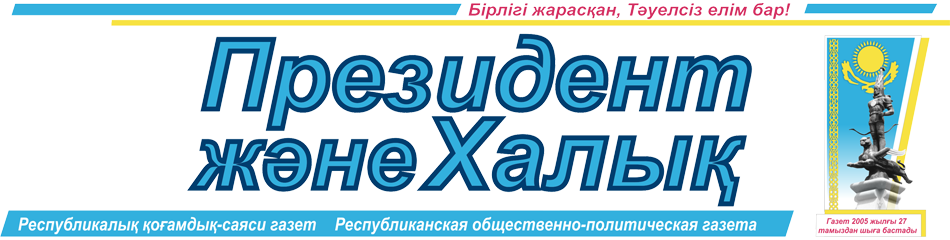 Бірлігі жарасқан, Тәуелсіз елім бар!
Президент
және Халық
Республикалық қоғамдық-саяси газет Республиканская общественно-политическая газета
Газет 2005 жылғы 27
тамыздан шыға бастады